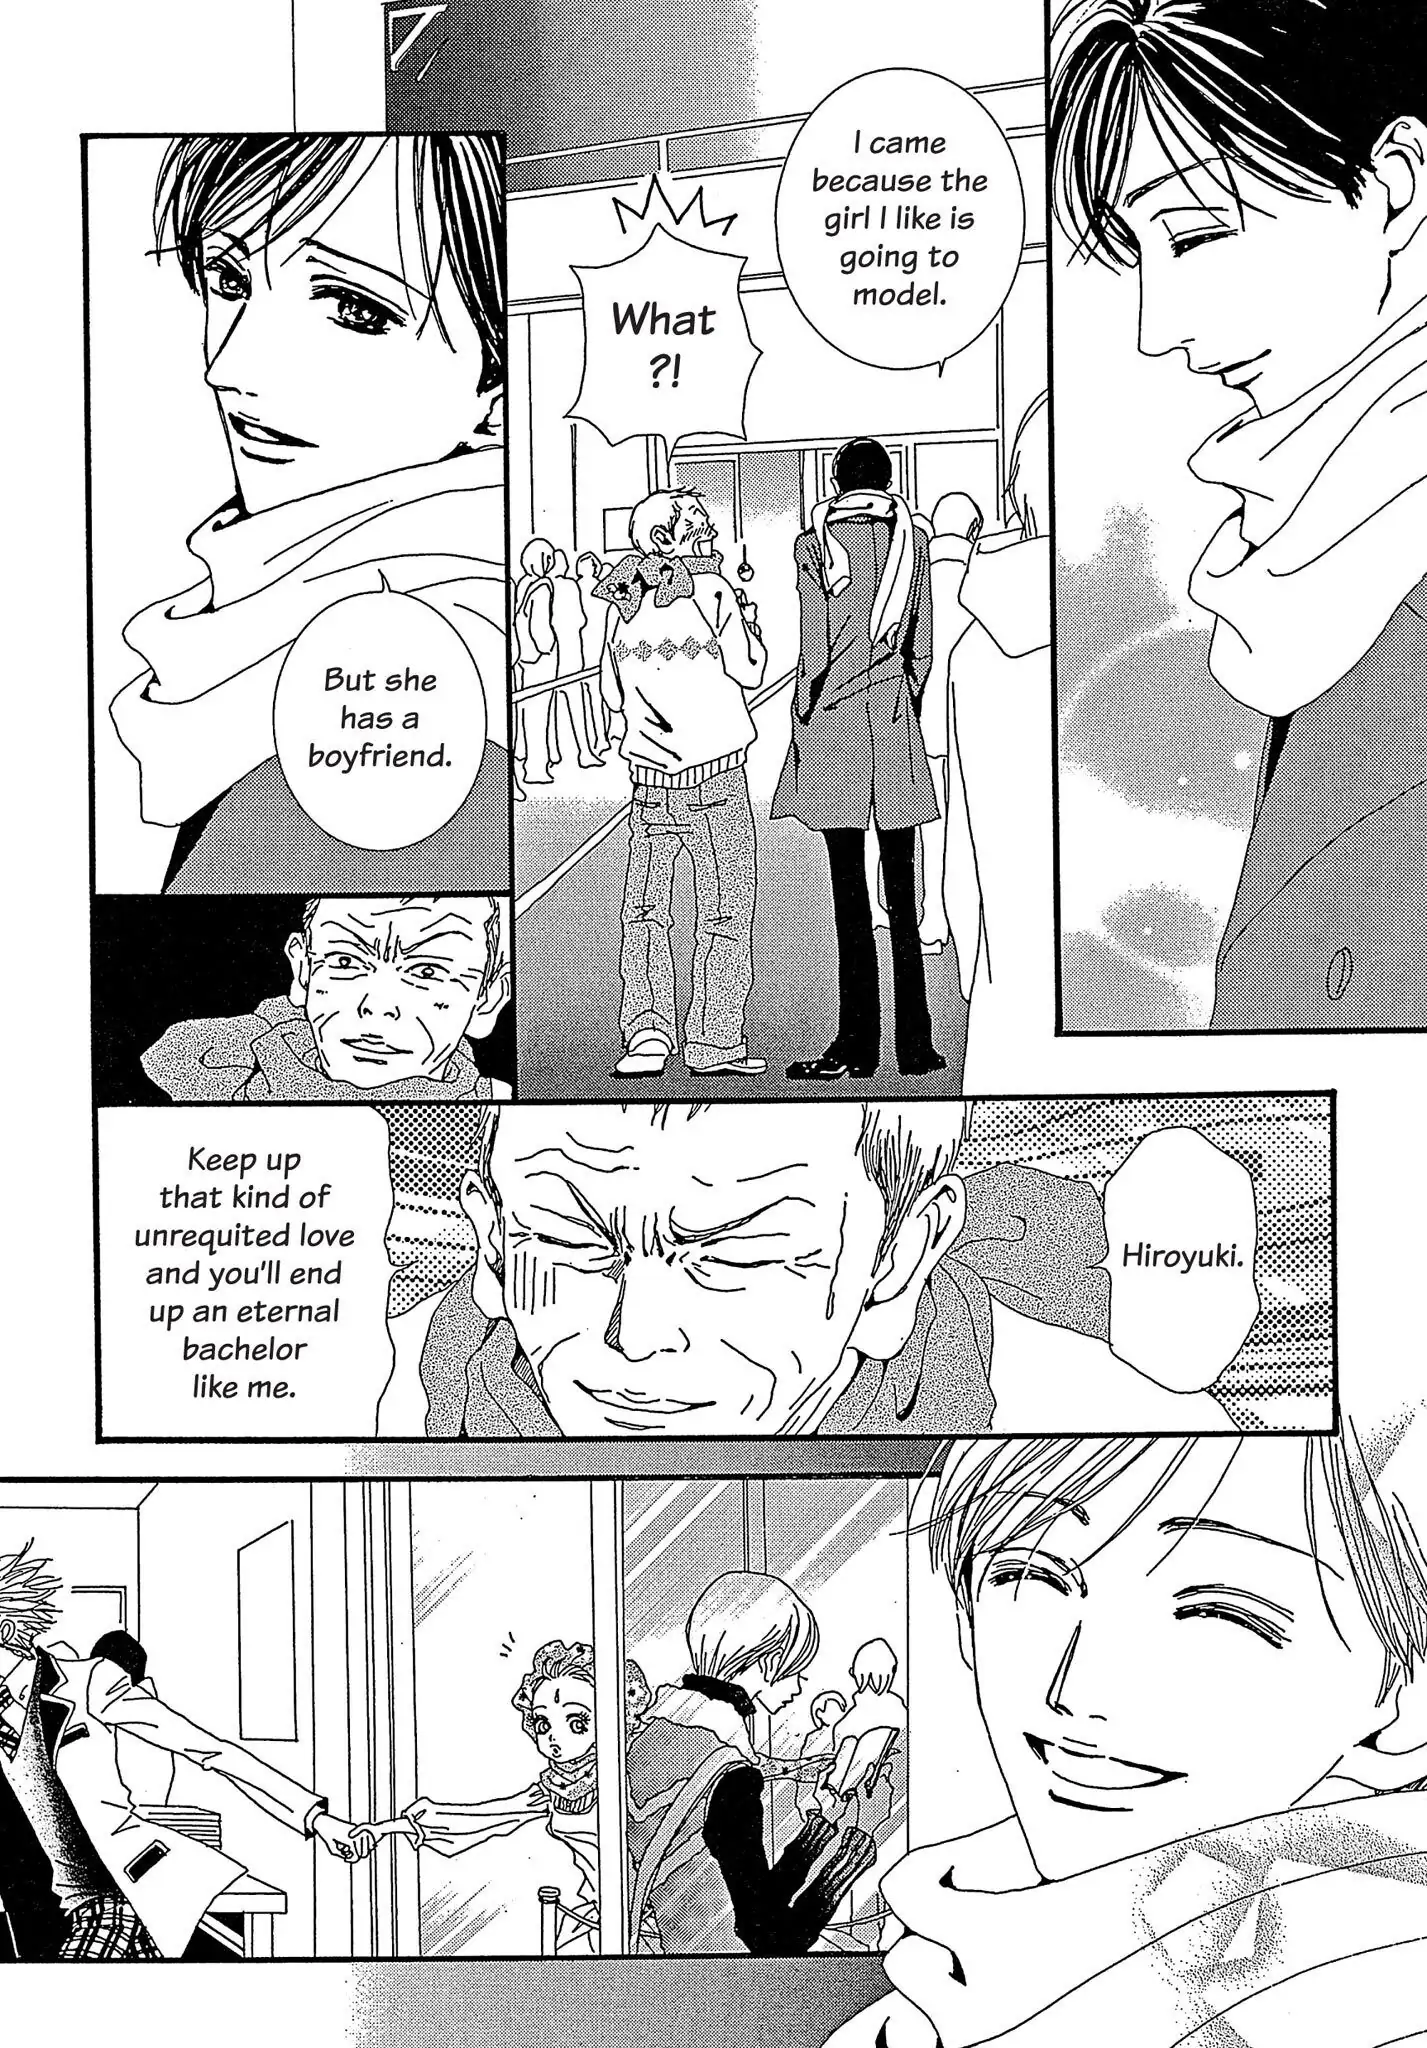 I came
because the
girl I like is
going to
model.
What
?!
But she
has a
boyfriend.
Hiroyuki.
Keep up
that kind of
unrequited love
and you'll end
up an eternal
bachelor
like me.